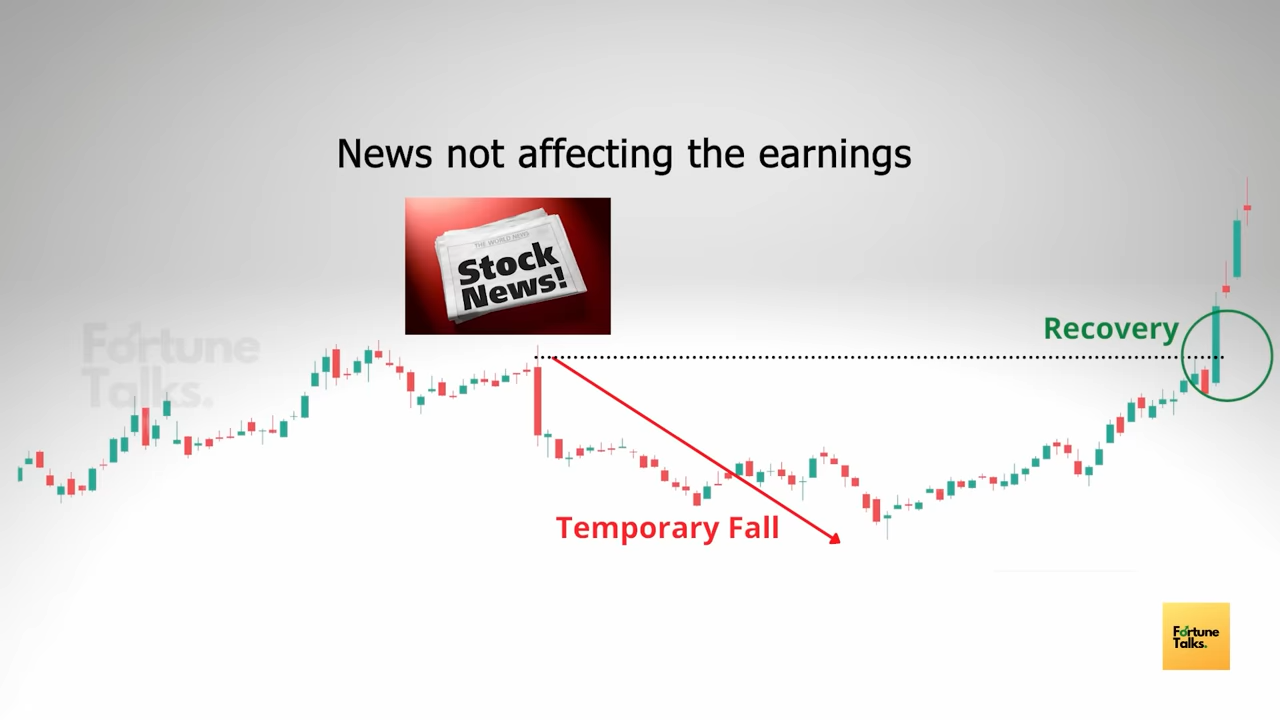 News not affecting the earnings
THE WORLD NEWS
Stock
News!
Fortune
Talks.
Recovery
Temporary Fall
Fortune
Talks.